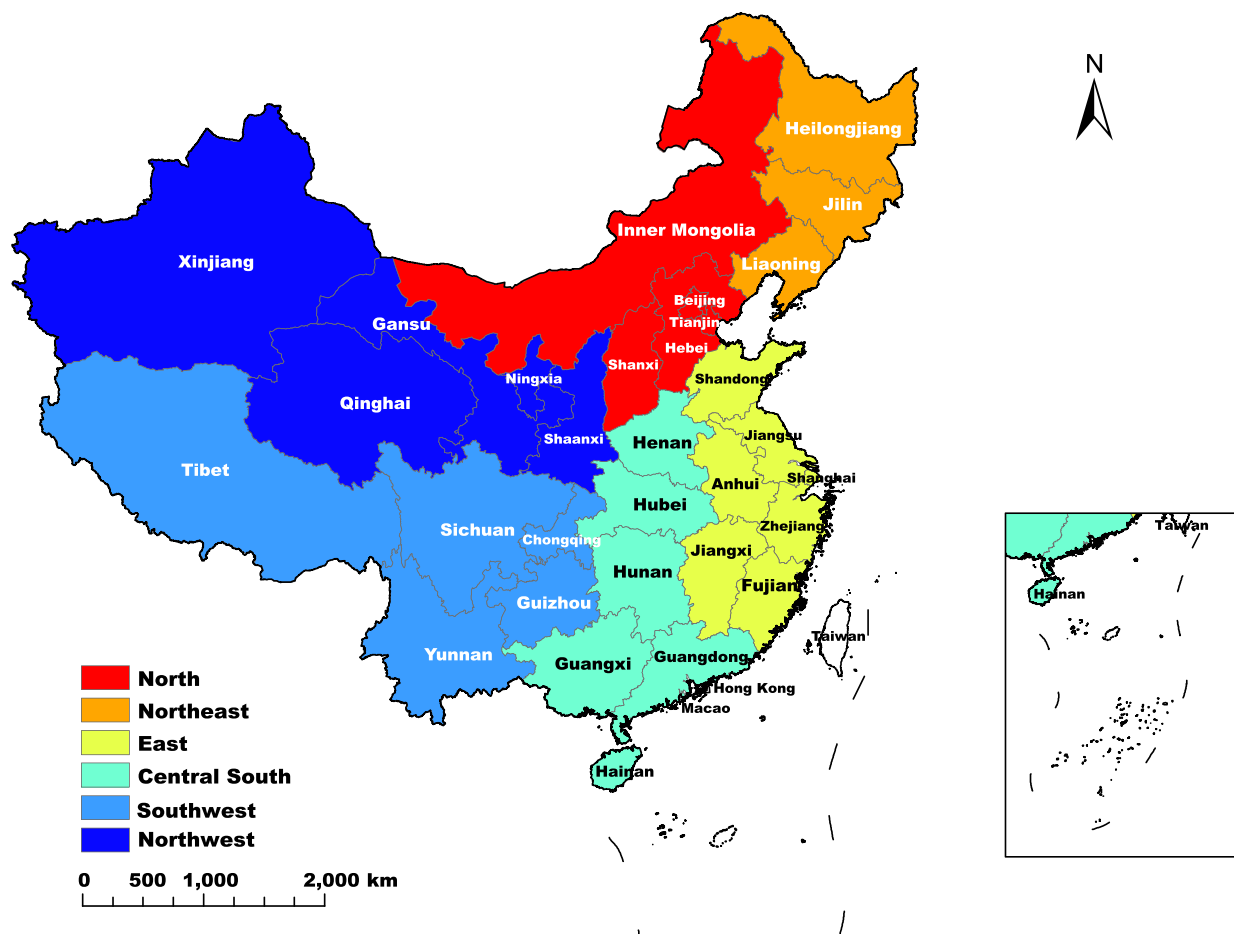 N
Heilongjiang
Jilin
Inner Mongolia
Liaoning
Xinjiang
Beijing
Gansu
Tianjin
Hebei
Shanxi
Ningxia
Shandong
Qinghai
Shaanxi
Henan
Jiangsu
Tibet
Anhui
Shanghai
Hubei
Sichuan
Zhejiang
Chongqing
Jiangxi
Hunan
Fujian
Guizhou
Taiwan
Yunnan
Guangxi
Guangdong
Hong Kong
Macao
Hainan
Taiwan
Hainan
North
Northeast
East
Central South
Southwest
Northwest
0 500 1,000 2,000 km